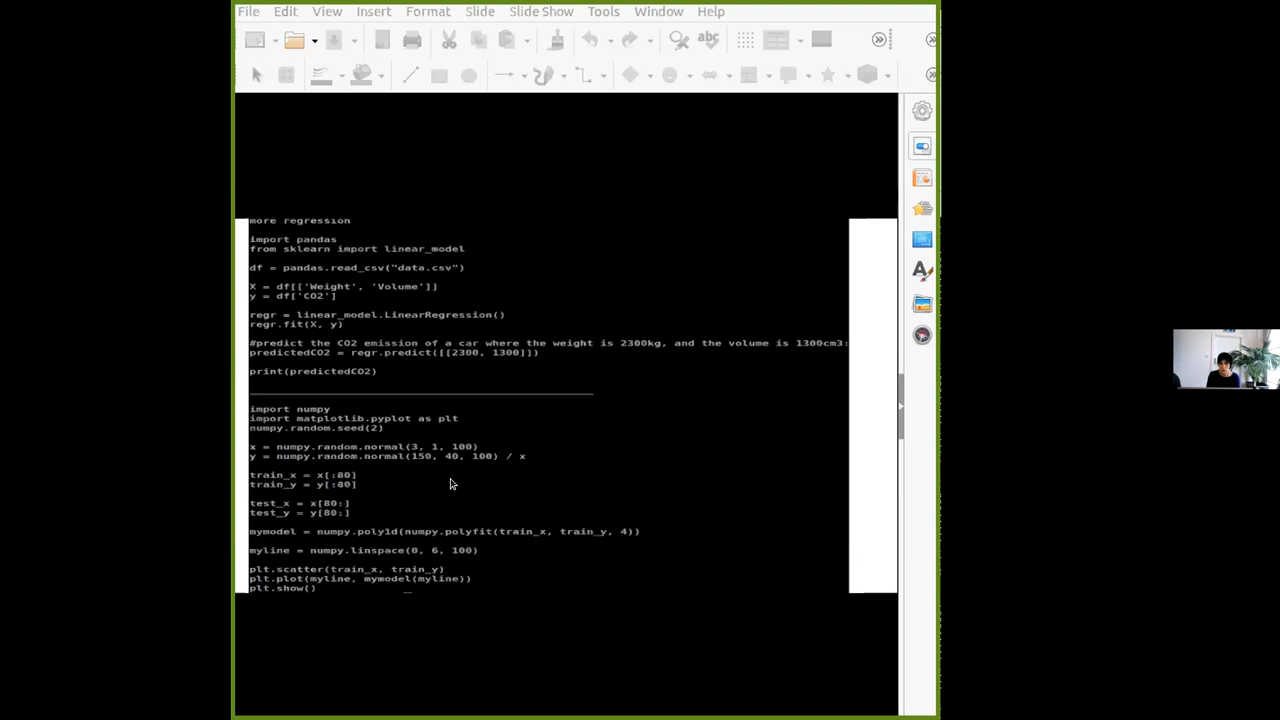 File Edit View Insert Format Slide Slide Show Tools Window Help
abc
A
more regression
import pandas
from sklearn import linear_model
df = pandas.read_csv("data.csv")
X = df[['Weight', 'Volume']]
y = df['CO2']
regr = linear_model.LinearRegression()
regr.fit(X, y)
#predict the CO2 emission of a car where the weight is 2300kg, and the volume is 1300cm3:
predictedCO2 = regr.predict([[2300, 1300]])
print(predictedCO2)
import numpy
import matplotlib.pyplot as plt
numpy.random.seed(2)
x = numpy.random.normal(3, 1, 100)
y = numpy.random.normal(150, 40, 100) / x
train_x = x[:80]
train_y = y[:80]
test_x = x[80:]
test_y = y[80:]
mymodel = numpy.poly1d(numpy.polyfit(train_x, train_y, 4))
myline = numpy.linspace(0, 6, 100)
plt.scatter(train_x, train_y)
plt.plot(myline, mymodel(myline))
plt.show()